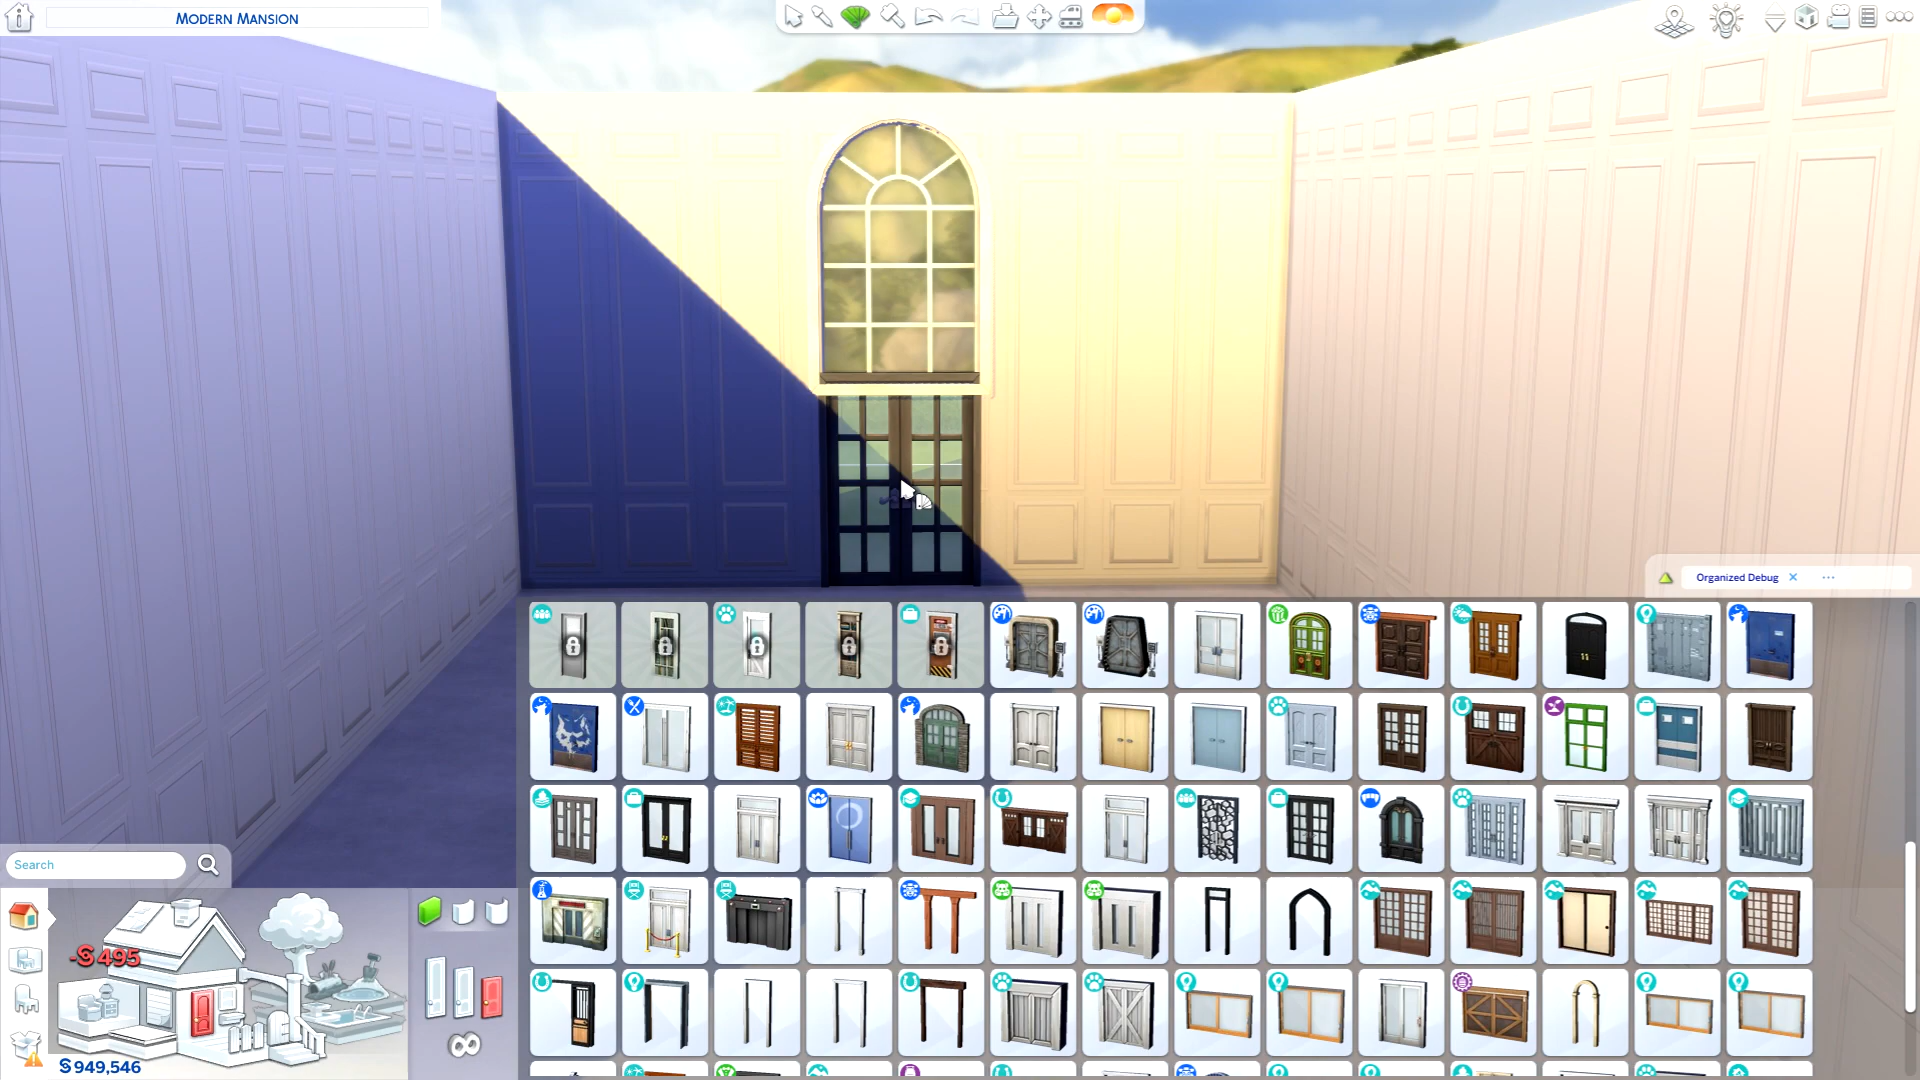 MODERN MANSION
Organized Debug
Search
-§495
§949,546